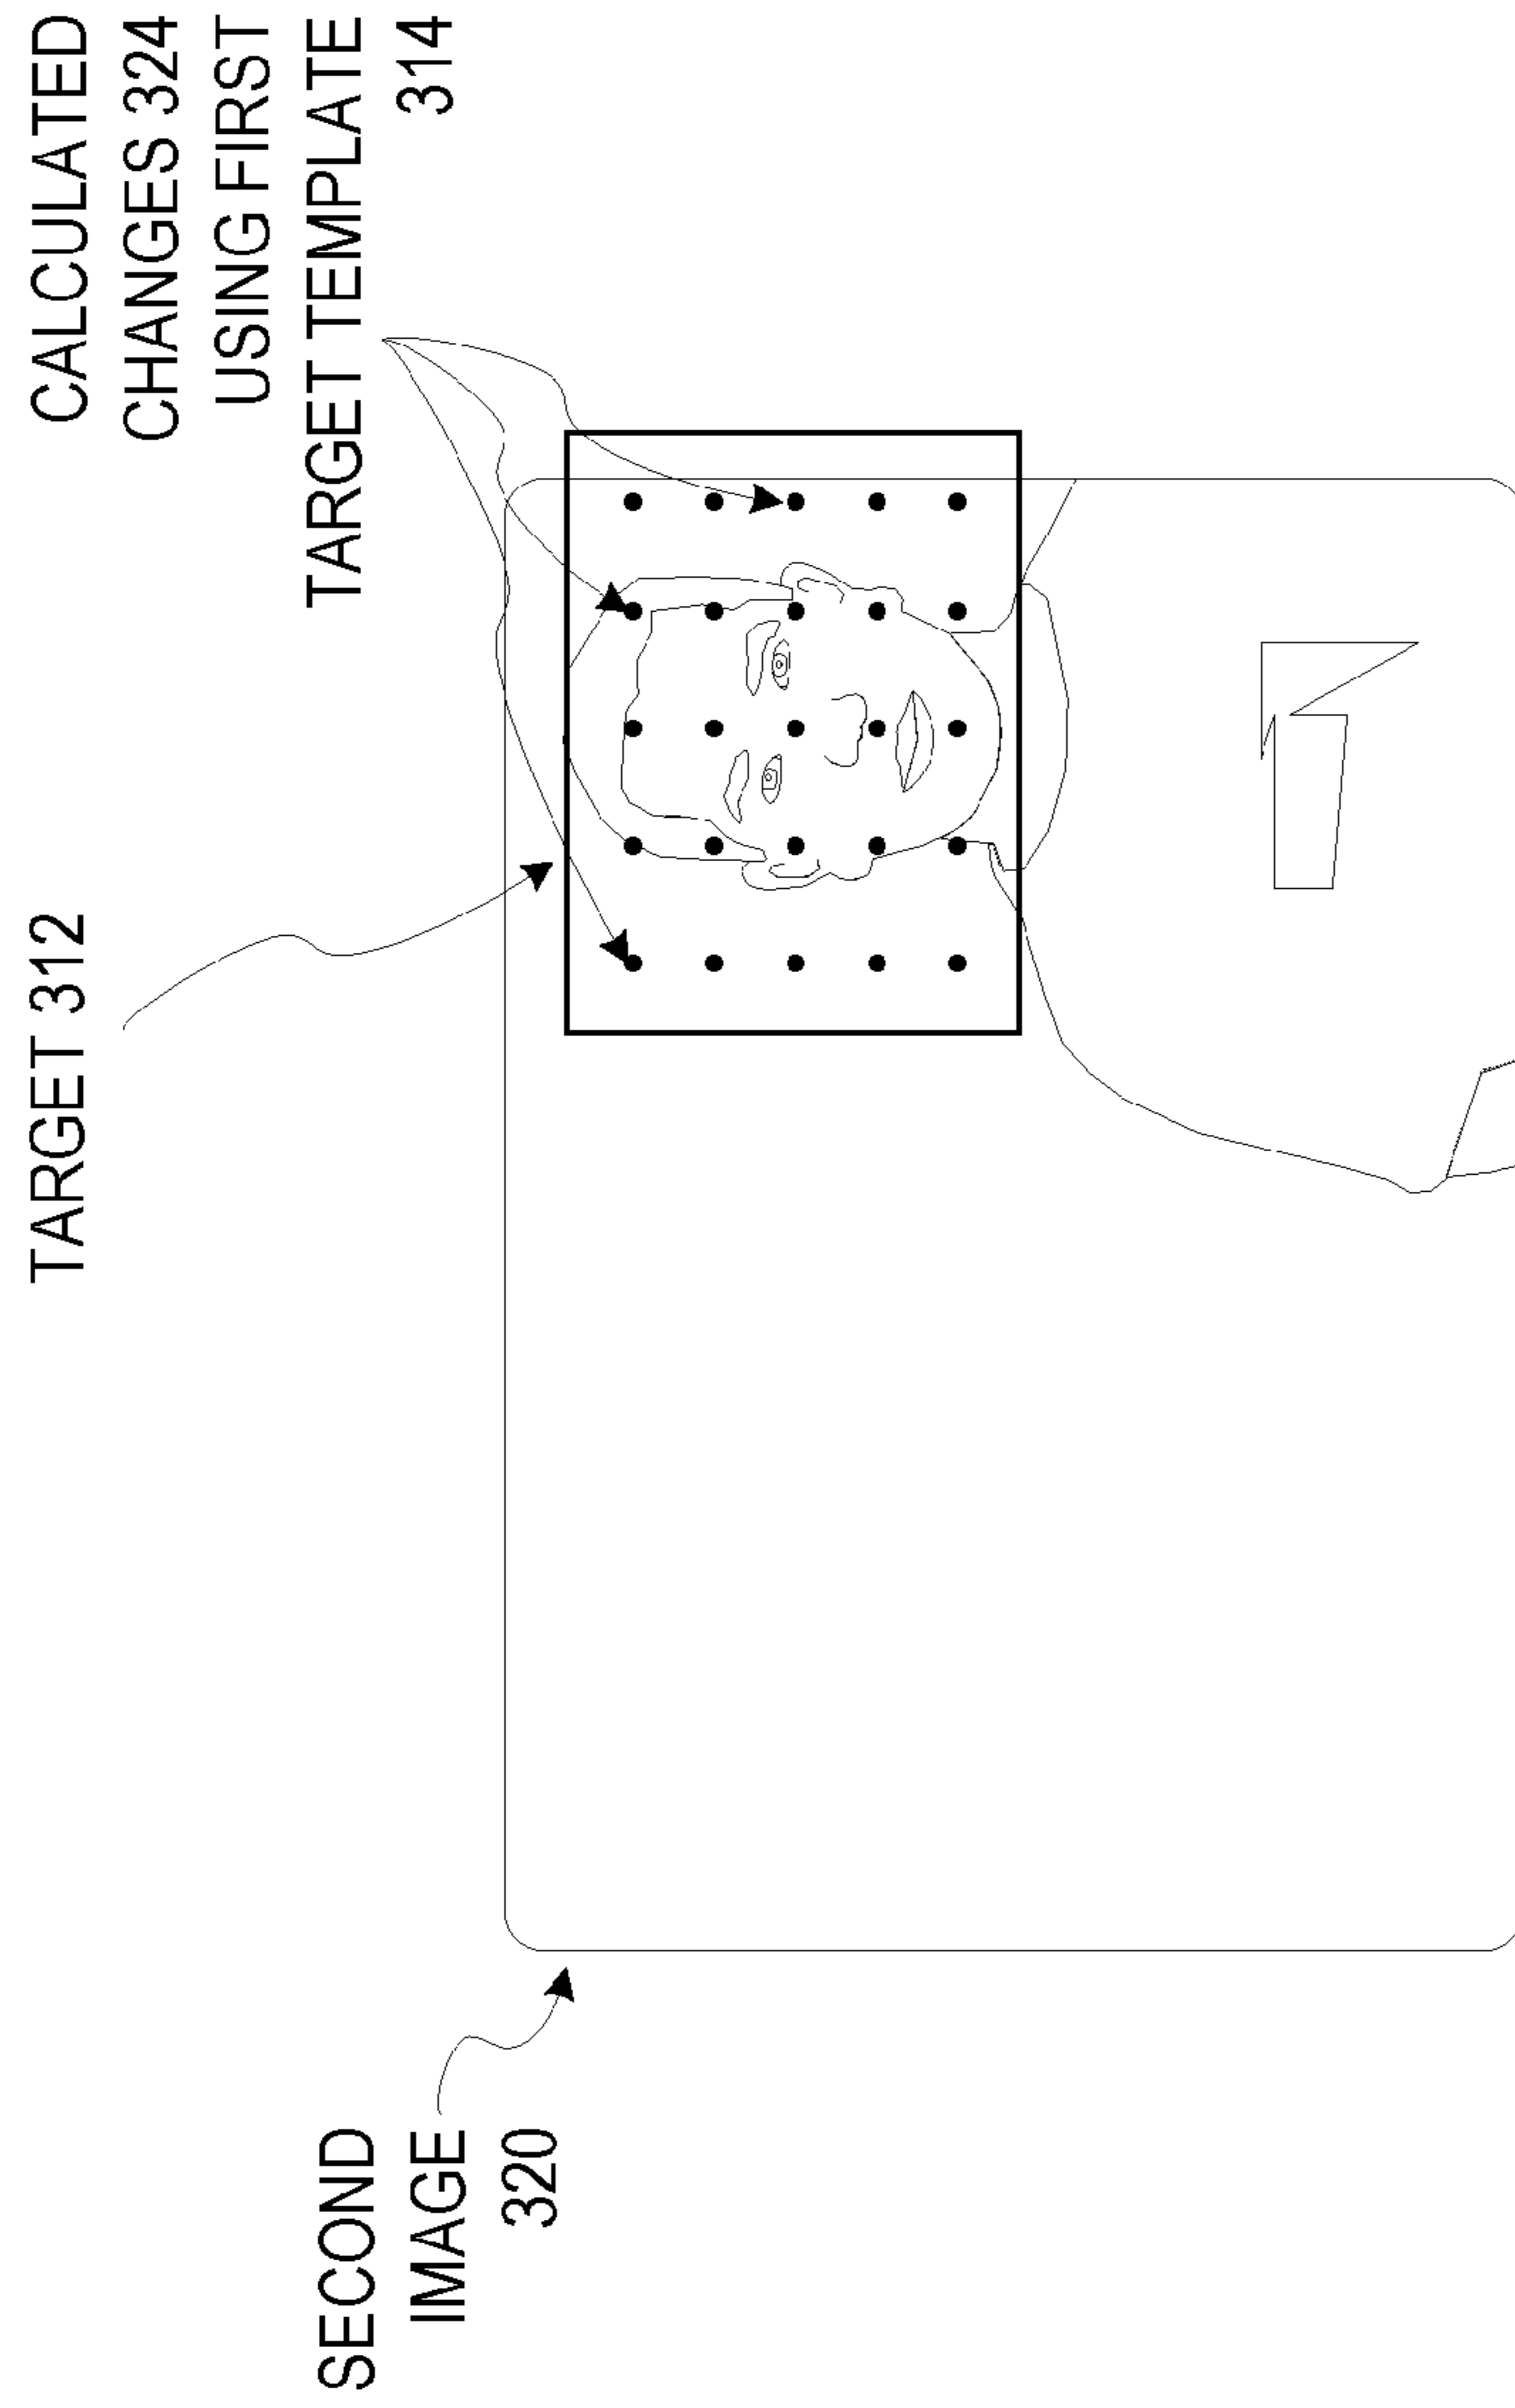 SECOND
IMAGE
320
TARGET 312
CALCULATED
CHANGES 324
USING FIRST
TARGET TEMPLATE
314